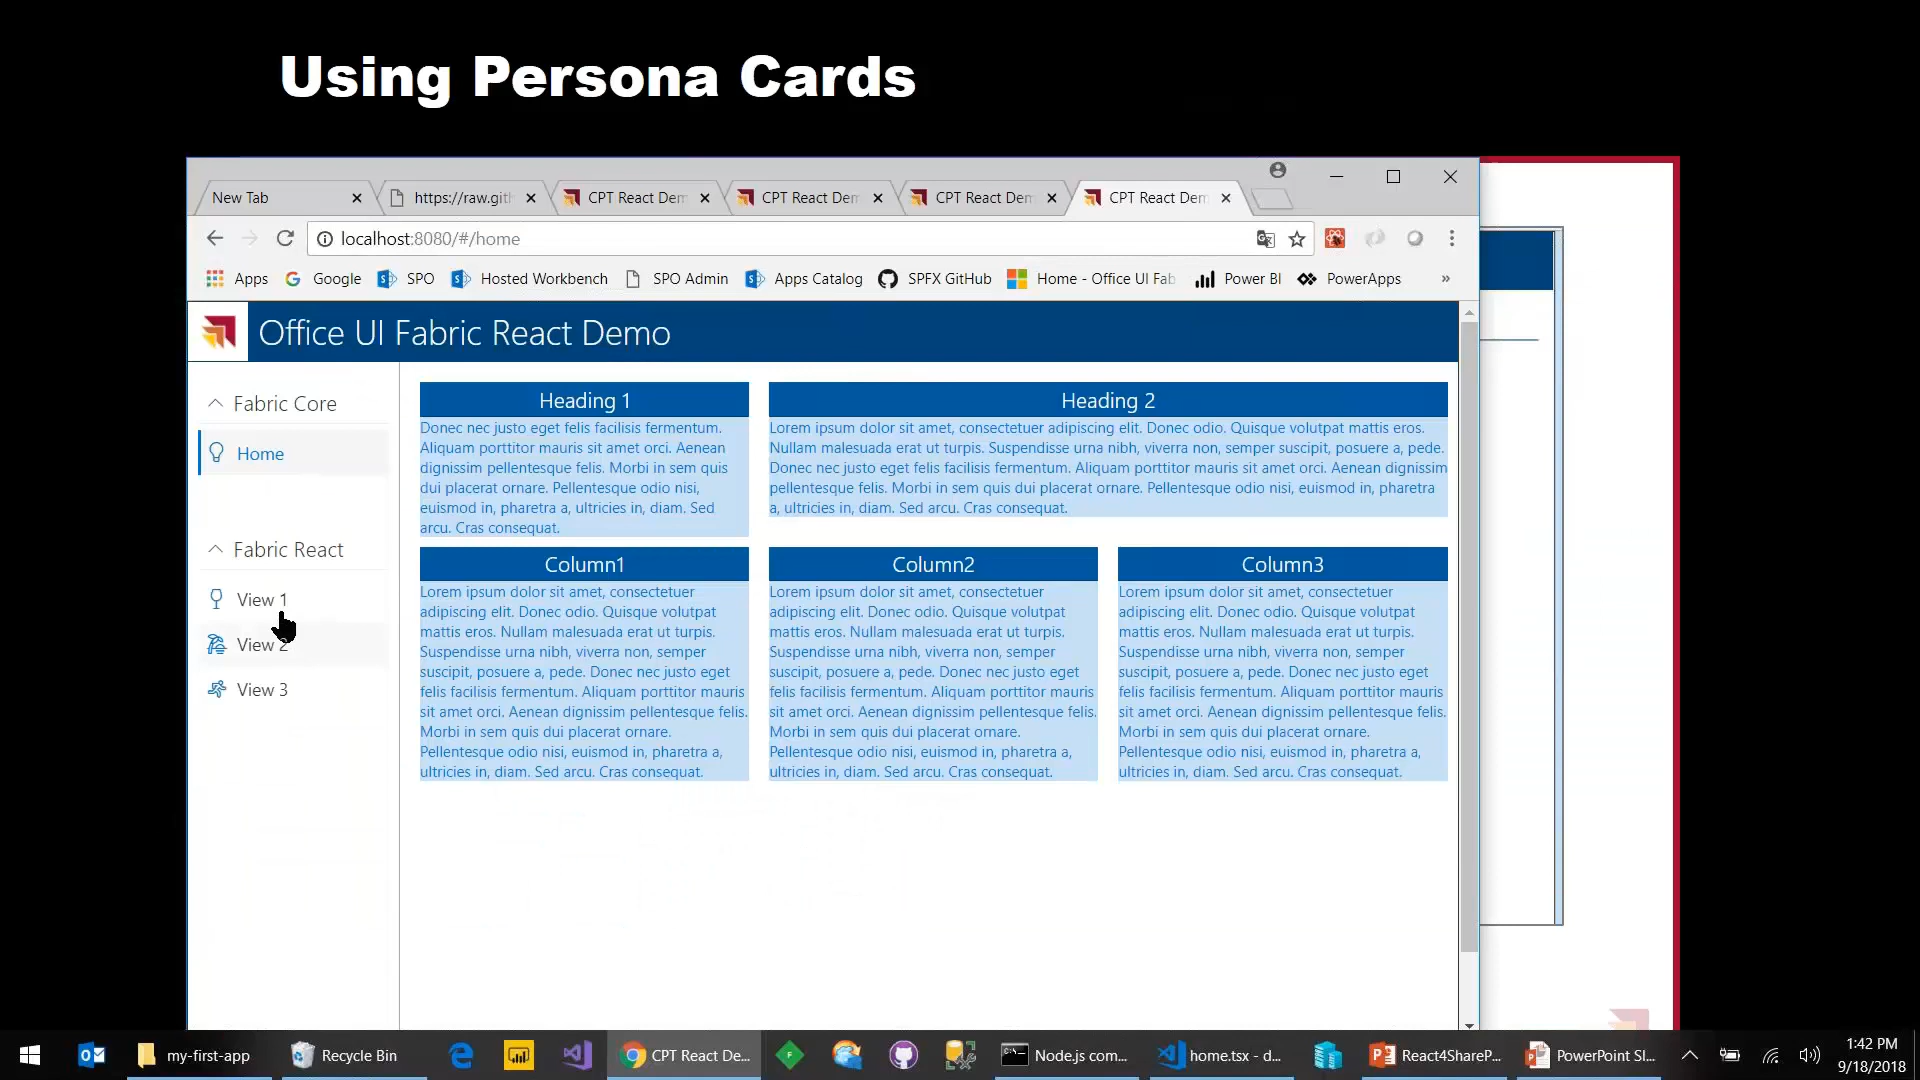 Using Persona Cards
New Tab
https://raw.gith
CPT React Dem
CPT React Dem
CPT React Dem
CPT React Dem
localhost:8080/#/home
Apps
Google
SPO
Hosted Workbench
SPO Admin
Apps Catalog
SPFX GitHub
Home - Office UI Fab
Power BI
PowerApps
»
Office UI Fabric React Demo
Fabric Core
Home
Fabric React
View 1
View 2
View 3
Heading 1
Donec nec justo eget felis facilisis fermentum.
Aliquam porttitor mauris sit amet orci. Aenean
dignissim pellentesque felis. Morbi in sem quis
dui placerat ornare. Pellentesque odio nisi,
euismod in, pharetra a, ultricies in, diam. Sed
arcu. Cras consequat.
Heading 2
Lorem ipsum dolor sit amet, consectetuer adipiscing elit. Donec odio. Quisque volutpat mattis eros.
Nullam malesuada erat ut turpis. Suspendisse urna nibh, viverra non, semper suscipit, posuere a, pede.
Donec nec justo eget felis facilisis fermentum. Aliquam porttitor mauris sit amet orci. Aenean dignissim
pellentesque felis. Morbi in sem quis dui placerat ornare. Pellentesque odio nisi, euismod in, pharetra
a, ultricies in, diam. Sed arcu. Cras consequat.
Column1
Lorem ipsum dolor sit amet, consectetuer
adipiscing elit. Donec odio. Quisque volutpat
mattis eros. Nullam malesuada erat ut turpis.
Suspendisse urna nibh, viverra non, semper
suscipit, posuere a, pede. Donec nec justo eget
felis facilisis fermentum. Aliquam porttitor mauris
sit amet orci. Aenean dignissim pellentesque felis.
Morbi in sem quis dui placerat ornare.
Pellentesque odio nisi, euismod in, pharetra a,
ultricies in, diam. Sed arcu. Cras consequat.
Column2
Lorem ipsum dolor sit amet, consectetuer
adipiscing elit. Donec odio. Quisque volutpat
mattis eros. Nullam malesuada erat ut turpis.
Suspendisse urna nibh, viverra non, semper
suscipit, posuere a, pede. Donec nec justo eget
felis facilisis fermentum. Aliquam porttitor mauris
sit amet orci. Aenean dignissim pellentesque felis.
Morbi in sem quis dui placerat ornare.
Pellentesque odio nisi, euismod in, pharetra a,
ultricies in, diam. Sed arcu. Cras consequat.
Column3
Lorem ipsum dolor sit amet, consectetuer
adipiscing elit. Donec odio. Quisque volutpat
mattis eros. Nullam malesuada erat ut turpis.
Suspendisse urna nibh, viverra non, semper
suscipit, posuere a, pede. Donec nec justo eget
felis facilisis fermentum. Aliquam porttitor mauris
sit amet orci. Aenean dignissim pellentesque felis.
Morbi in sem quis dui placerat ornare.
Pellentesque odio nisi, euismod in, pharetra a,
ultricies in, diam. Sed arcu. Cras consequat.
my-first-app
Recycle Bin
CPT React De...
Node.js com...
home.tsx - d...
React4ShareP...
PowerPoint Sl...
1:42 PM
9/18/2018